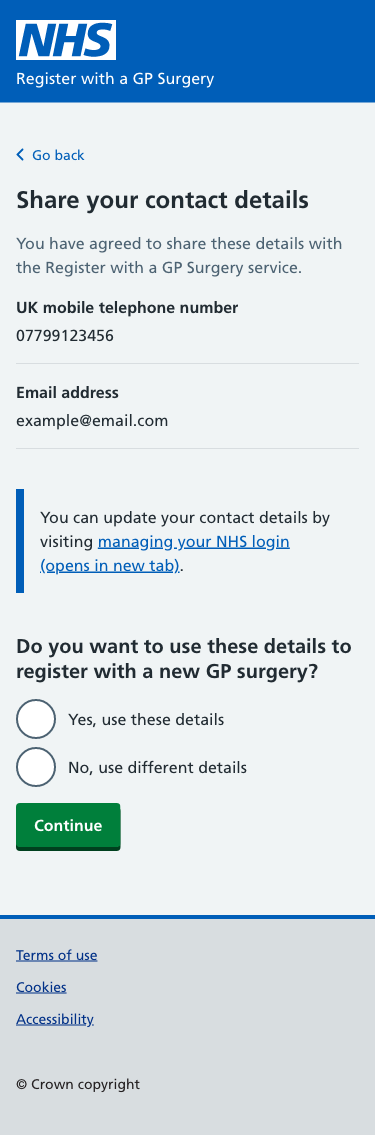 NHS
Register with a GP Surgery
Go back
Share your contact details
You have agreed to share these details with
the Register with a GP Surgery service.
UK mobile telephone number
07799123456
Email address
example@email.com
You can update your contact details by
visiting managing your NHS login
(opens in new tab).
Do you want to use these details to
register with a new GP surgery?
Yes, use these details
No, use different details
Continue
Terms of use
Cookies
Accessibility
© Crown copyright